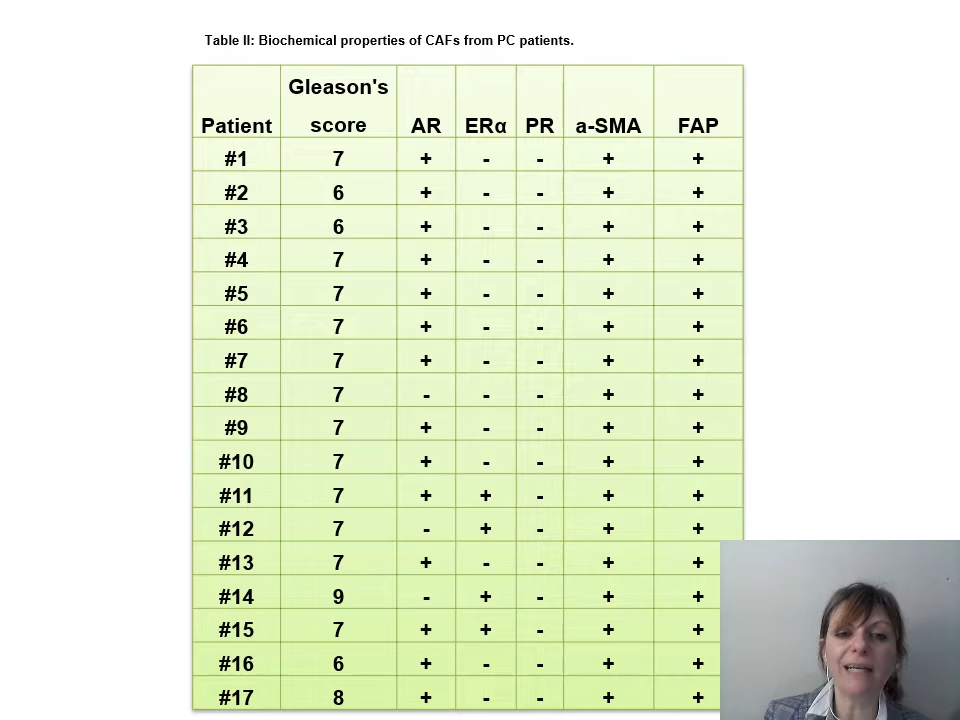 Table II: Biochemical properties of CAFs from PC patients.
Patient Gleason's score AR ERα PR a-SMA FAP
#1 7 + - - + +
#2 6 + - - + +
#3 6 + - - + +
#4 7 + - - + +
#5 7 + - - + +
#6 7 + - - + +
#7 7 + - - + +
#8 7 - - - + +
#9 7 + - - + +
#10 7 + - - + +
#11 7 + + - + +
#12 7 - + - + +
#13 7 + - - + +
#14 9 - + - + +
#15 7 + + - + +
#16 6 + - - + +
#17 8 + - - + +